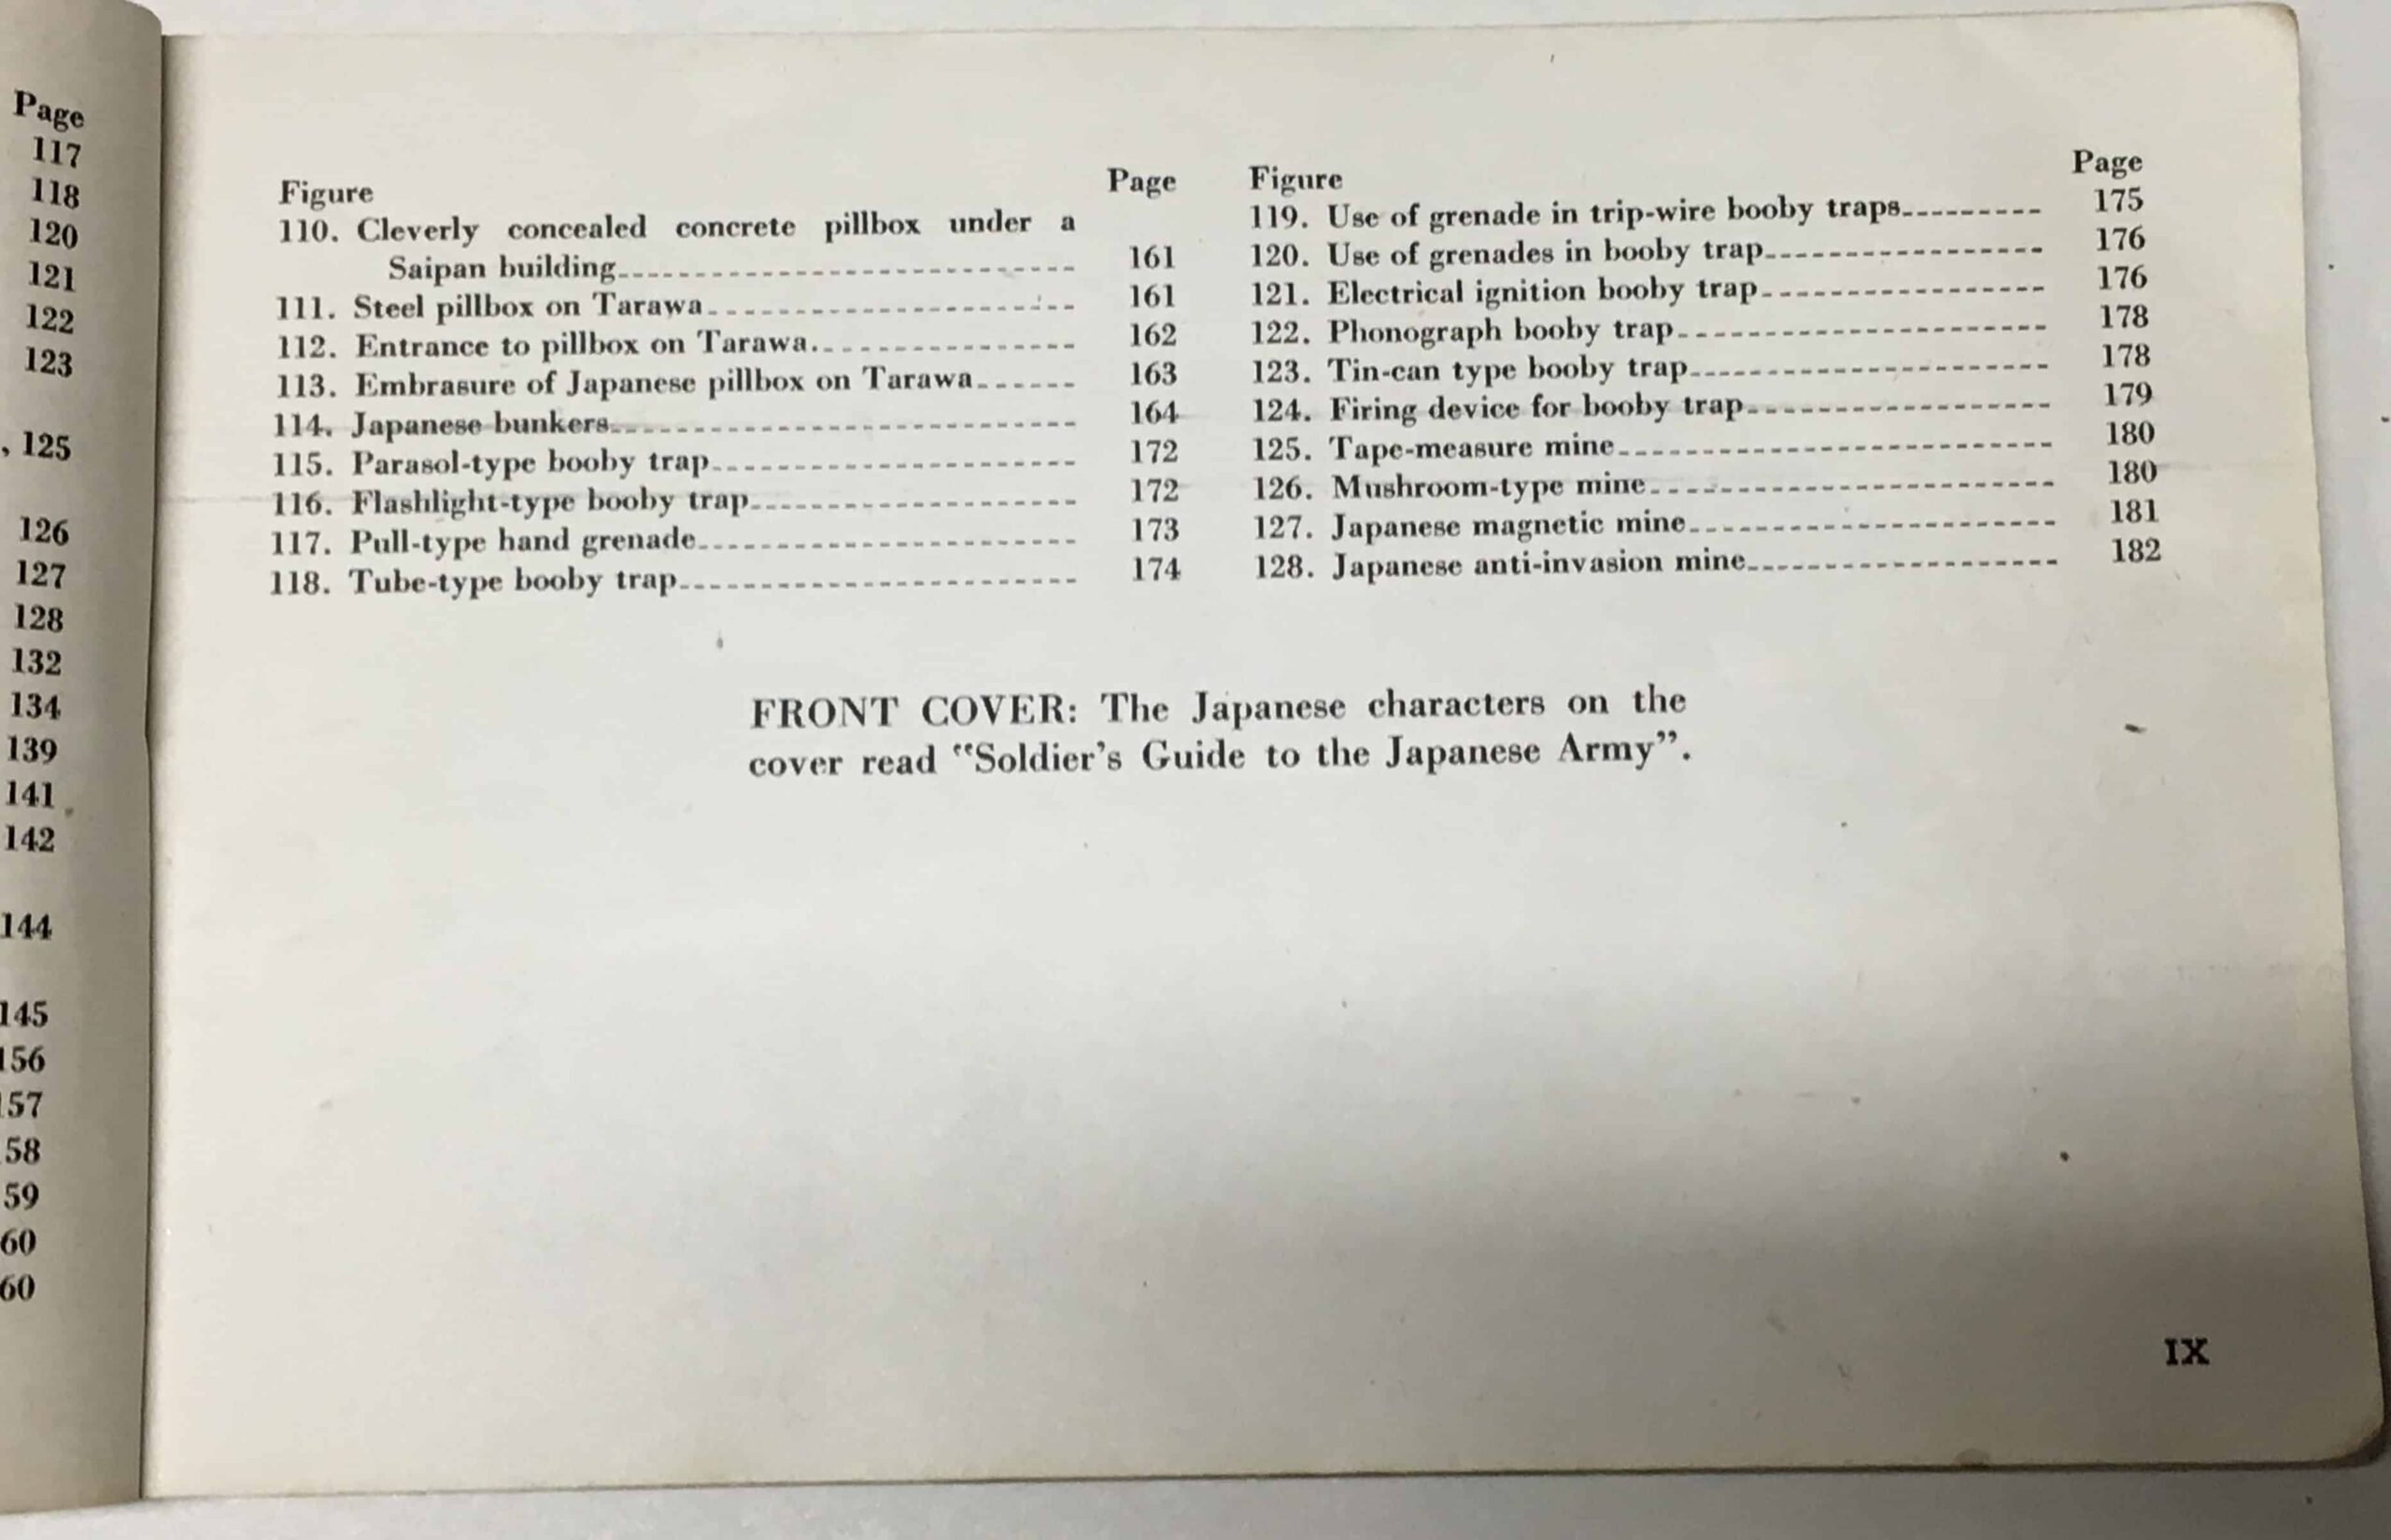 Page
117
118
120
121
122
123
, 125
126
127
128
132
134
139
141
142
144
145
156
157
58
59
60
60
Figure Page
110. Cleverly concealed concrete pillbox under a
Saipan building 161
111. Steel pillbox on Tarawa 161
112. Entrance to pillbox on Tarawa. 162
113. Embrasure of Japanese pillbox on Tarawa 163
114. Japanese bunkers 164
115. Parasol-type booby trap 172
116. Flashlight-type booby trap 172
117. Pull-type hand grenade 173
118. Tube-type booby trap 174
Figure Page
119. Use of grenade in trip-wire booby traps 175
120. Use of grenades in booby trap 176
121. Electrical ignition booby trap 176
122. Phonograph booby trap 178
123. Tin-can type booby trap 178
124. Firing device for booby trap 179
125. Tape-measure mine 180
126. Mushroom-type mine 180
127. Japanese magnetic mine 181
128. Japanese anti-invasion mine 182
FRONT COVER: The Japanese characters on the
cover read “Soldier’s Guide to the Japanese Army”.
IX